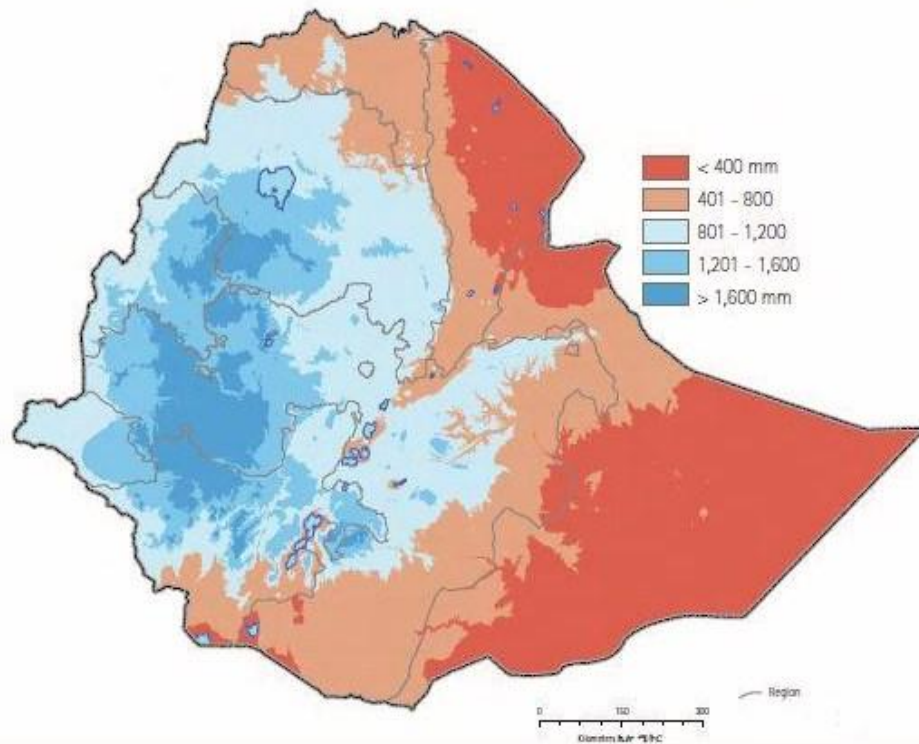 < 400 mm
401 – 800
801 – 1,200
1,201 – 1,600
> 1,600 mm
Region
0 150 300